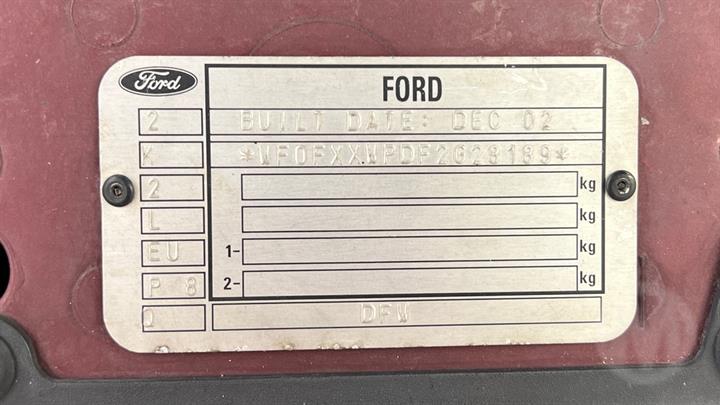 Ford FORD
2 BUILT DATE: DEC 02
K *WF0FXXWPDF2G28189*
2 kg
L kg
EU 1- kg
P 8 2- kg
Q DFW